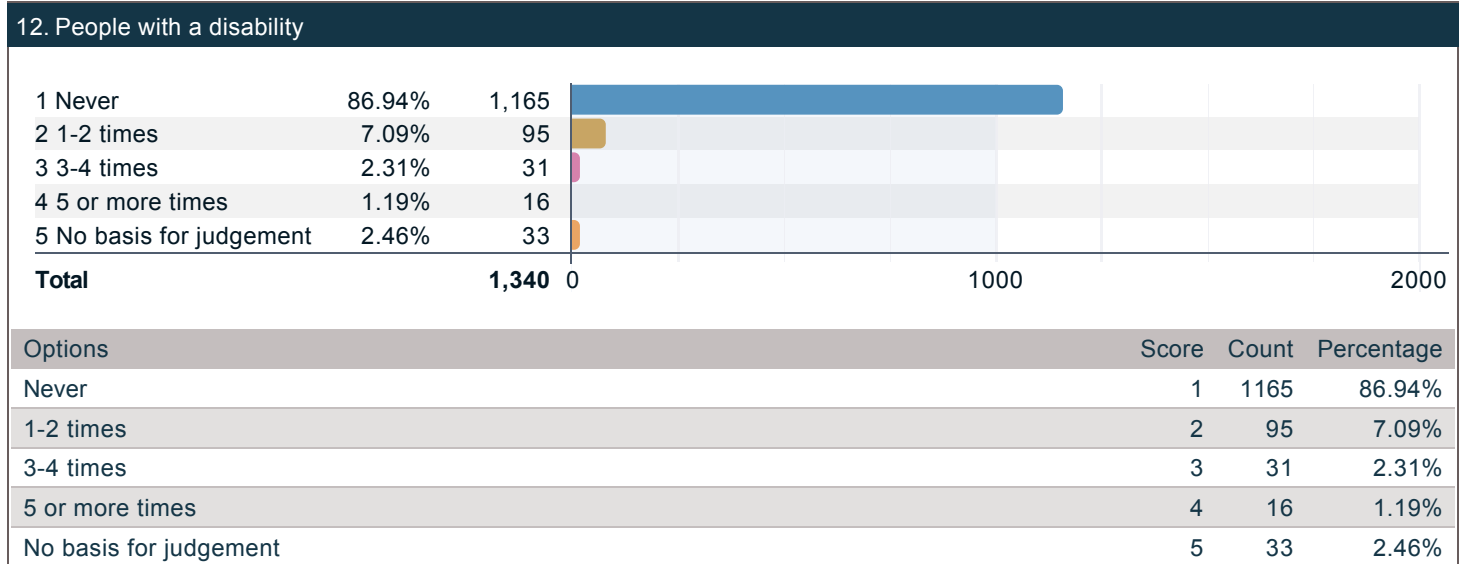 12. People with a disability
1 Never 86.94% 1,165
2 1-2 times 7.09% 95
3 3-4 times 2.31% 31
4 5 or more times 1.19% 16
5 No basis for judgement 2.46% 33
Total 1,340 0 1000 2000
Options Score Count Percentage
Never 1 1165 86.94%
1-2 times 2 95 7.09%
3-4 times 3 31 2.31%
5 or more times 4 16 1.19%
No basis for judgement 5 33 2.46%